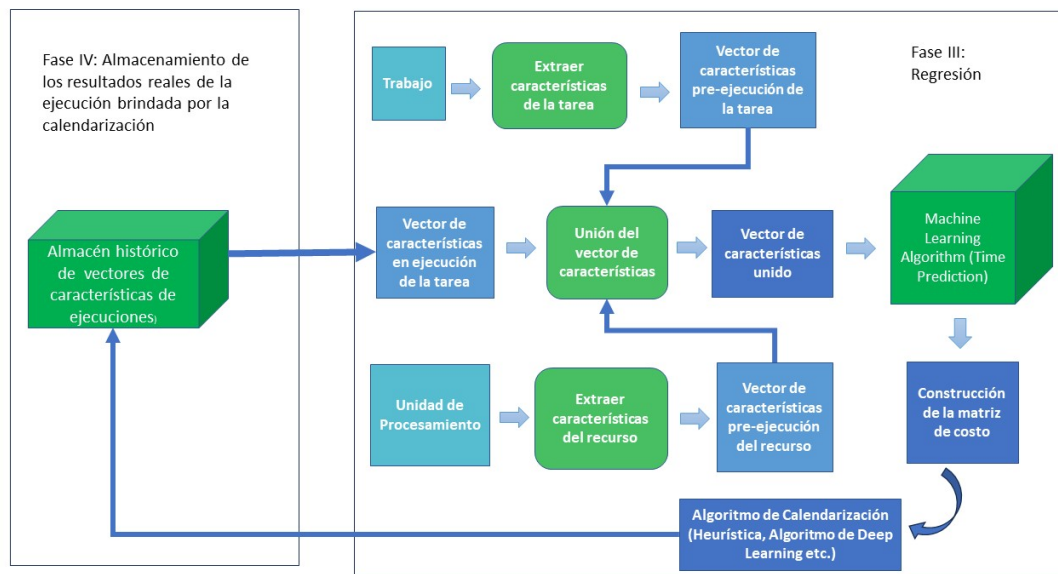 Fase IV: Almacenamiento de
los resultados reales de la
ejecución brindada por la
calendarización
Almacén histórico
de vectores de
características de
ejecuciones)
Fase III:
Regresión
Trabajo
Extraer
características
de la tarea
Vector de
características
pre-ejecución de
la tarea
Vector de
características
en ejecución
de la tarea
Unión del
vector de
características
Vector de
características
unido
Machine
Learning
Algorithm (Time
Prediction)
Unidad de
Procesamiento
Extraer
características
del recurso
Vector de
características
pre-ejecución
del recurso
Construcción
de la matriz
de costo
Algoritmo de Calendarización
(Heurística, Algoritmo de Deep
Learning etc.)